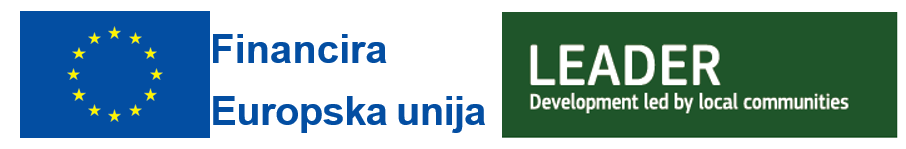 Financira
Europska unija
LEADER
Development led by local communities